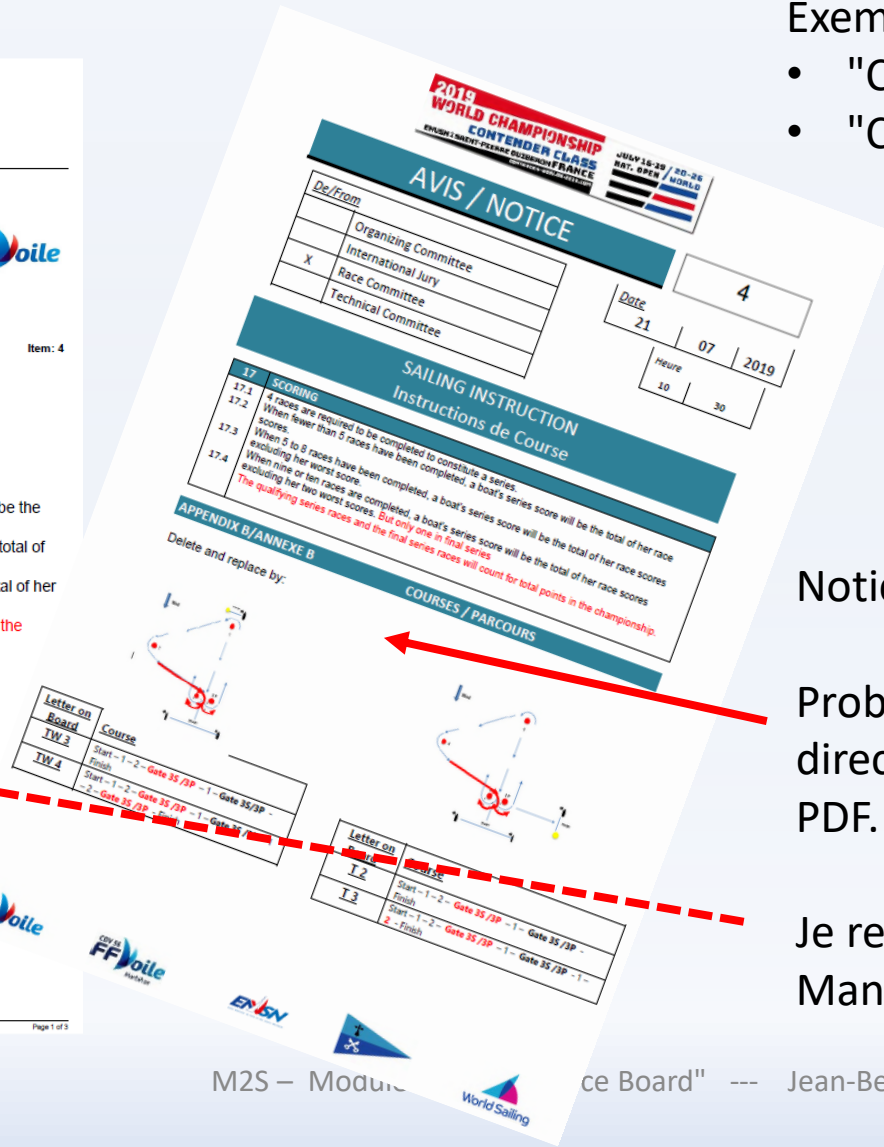 Exem
• "O
• "O
oile
Item: 4
be the
total of
al of her
the
oile
Page 1 of 3
2019
WORLD CHAMPIONSHIP
CONTENDER CLASS
ENVSN I SAINT-PIERRE QUIBERON FRANCE
JULY 16-19 / 20-26
NAT. OPEN / WORLD
AVIS / NOTICE
4
De/From
Organizing Committee
International Jury
X Race Committee
Technical Committee
Date
21 07 2019
Heure
10 30
SAILING INSTRUCTION
Instructions de Course
17 SCORING
17.1 4 races are required to be completed to constitute a series.
17.2 When fewer than 5 races have been completed, a boat's series score will be the total of her race
scores.
17.3 When 5 to 8 races have been completed, a boat's series score will be the total of her race scores
excluding her worst score.
17.4 When nine or ten races are completed, a boat's series score will be the total of her race scores
excluding her two worst scores. But only one in final series
The qualifying series races and the final series races will count for total points in the championship.
APPENDIX B/ANNEXE B COURSES / PARCOURS
Delete and replace by:
Letter on
Board Course
TW 3 Start – 1 – 2 – Gate 3S /3P – 1 – Gate 3S/3P -
Finish
TW 4 Start – 1 – 2 – Gate 3S /3P – 1 – Gate 3S /
– 2 – Gate 3S /3P - Finish
Letter on
Board Course
T 2 Start – 1 – 2 – Gate 3S /3P – 1 – Gate 3S /3P -
Finish
T 3 Start – 1 – 2 – Gate 3S /3P – 1 – Gate 3S /3P – 1 –
2 - Finish
CDV 56
FFVoile
Morbihan
ENVSN
World Sailing
Notic
Prob
direc
PDF.
Je re
Man
M2S – Modul ce Board" --- Jean-Be